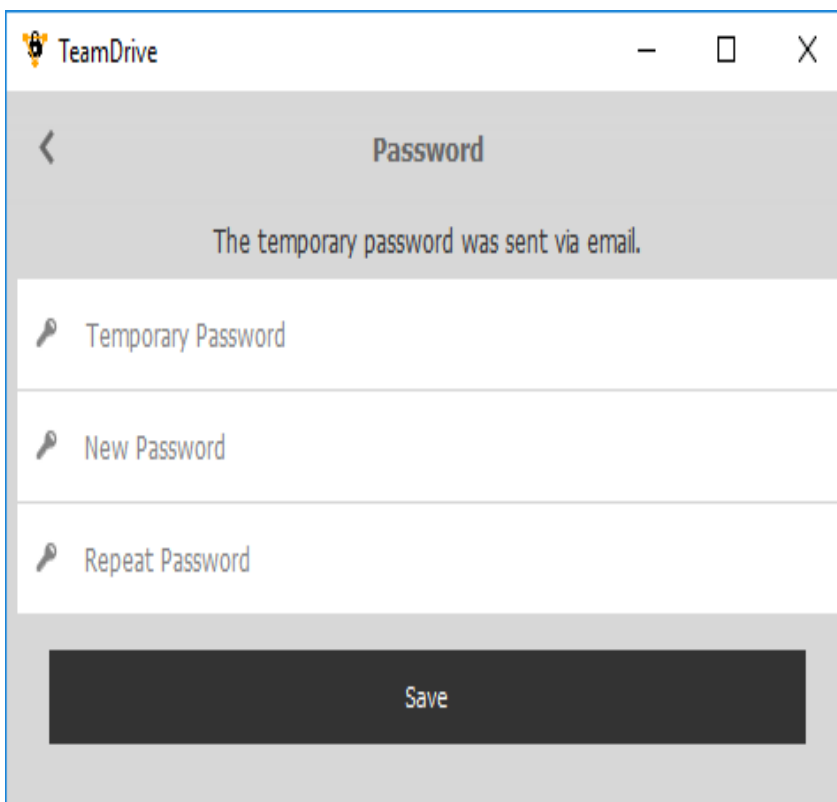 TeamDrive
Password
The temporary password was sent via email.
Temporary Password
New Password
Repeat Password
Save